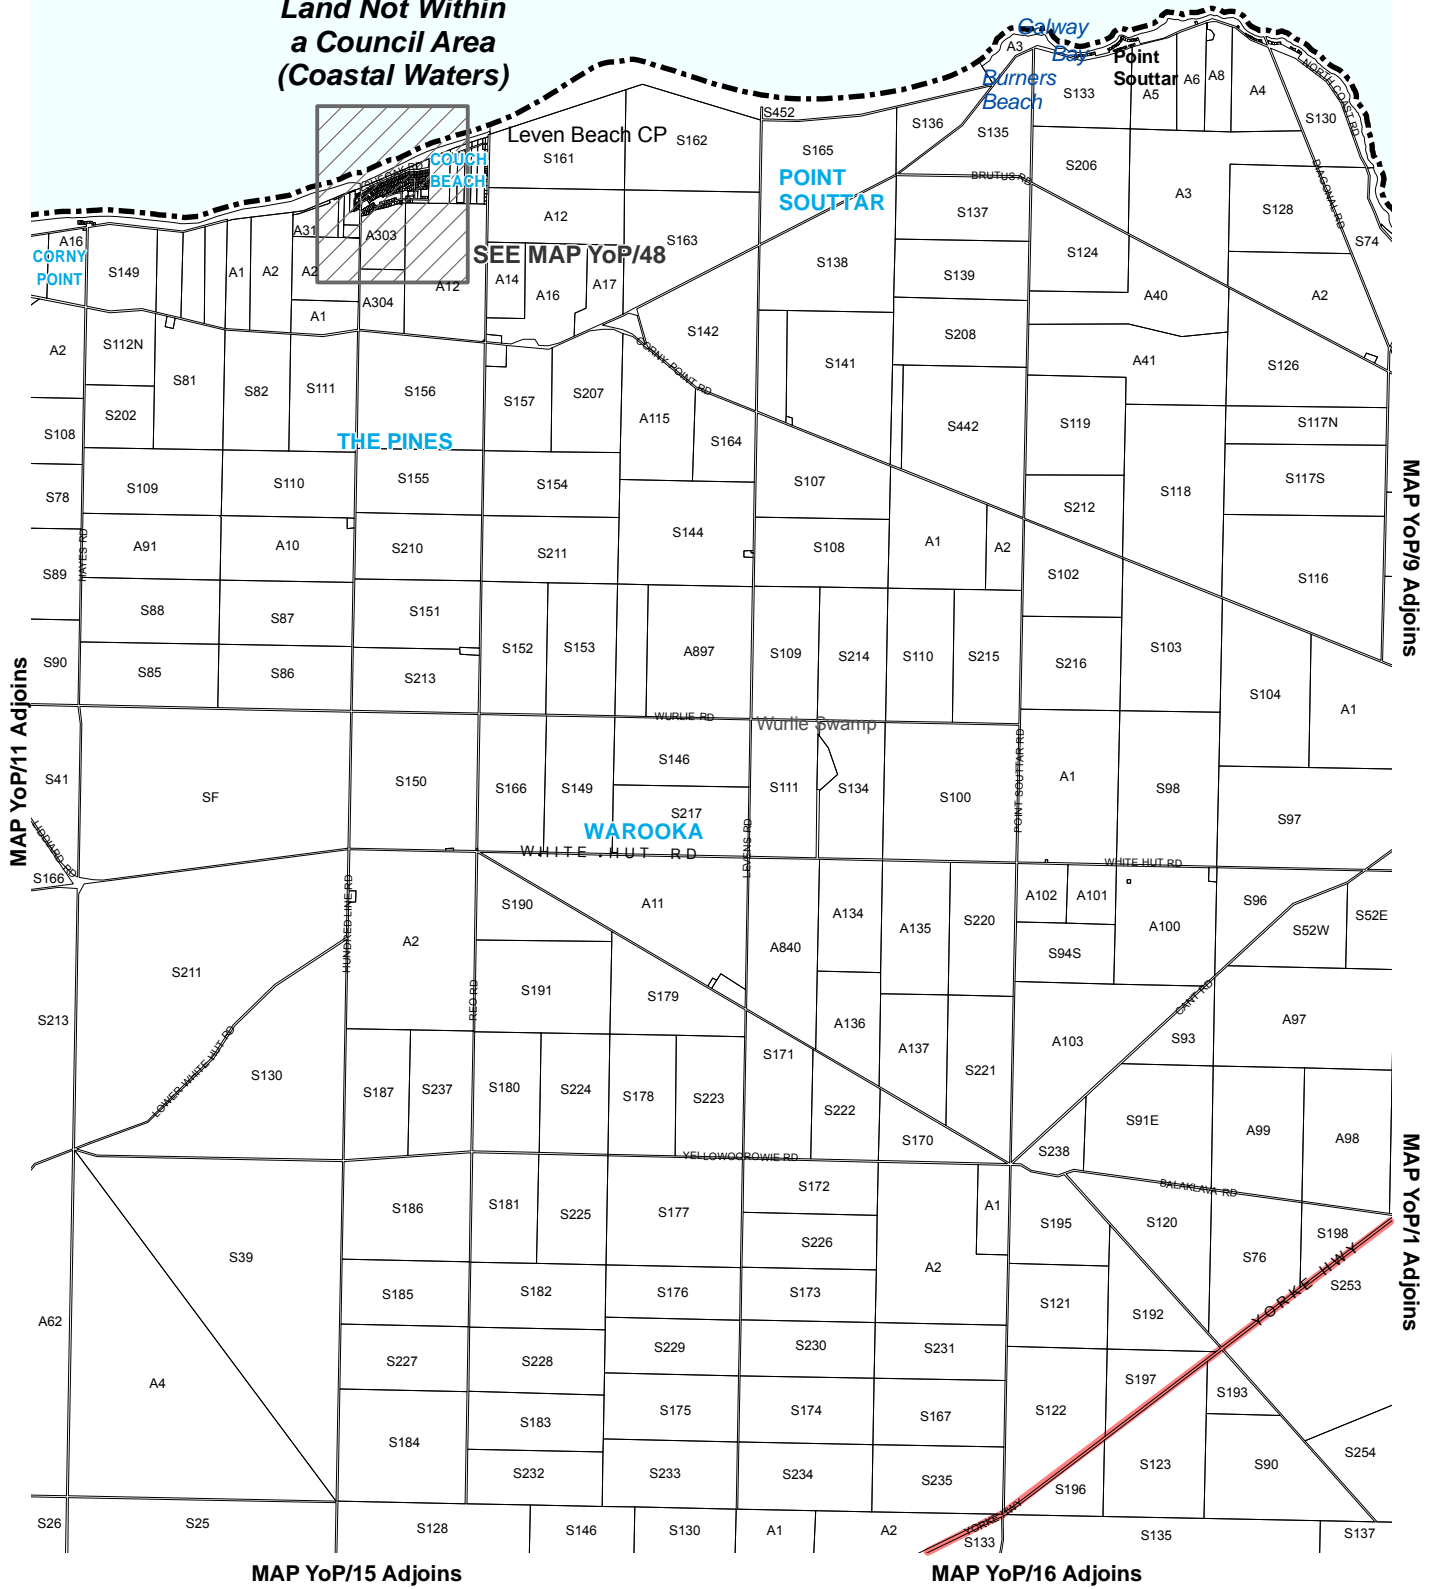 Land Not Within
a Council Area
(Coastal Waters)
Galway
Bay
A3
Burners
Beach
Point
Souttar
S133
A5
A6
A8
A4
NORTH COAST RD
S130
S452
S136
S135
Leven Beach CP
S162
S161
COUCH
BEACH
S165
POINT
SOUTTAR
S206
BRUTUS RD
A3
DIAGONAL RD
S128
S74
A12
S137
A31
A303
S163
A16
CORNY
POINT
S149
A1
A2
A2
SEE MAP YoP/48
S138
S139
S124
A40
A2
A14
A16
A17
A12
A304
A1
S142
S208
A2
S112N
S81
S82
S111
S156
S157
S207
CORNY POINT RD
S141
A41
S126
S202
A115
S108
THE PINES
S164
S442
S119
S117N
S109
S110
S155
S154
S107
S118
S117S
S78
S212
MAP YoP/9 Adjoins
HAYES RD
A91
A10
S210
S211
S144
S108
A1
A2
S89
S102
S116
S88
S87
S151
S152
S153
A897
S109
S214
S110
S215
S216
S103
S90
S85
S86
S213
S104
A1
MAP YoP/11 Adjoins
WURLIE RD
Wurlie Swamp
S41
SF
S150
S166
S149
S146
S217
S111
S134
S100
POINT SOUTTAR RD
A1
S98
S97
LIDDIARD RD
WAROOKA
WHITE HUT RD
LEVENS RD
WHITE HUT RD
S166
HUNDRED LINE RD
S190
A11
A134
A135
S220
A102
A101
A100
S96
S52W
S52E
A2
A840
S94S
S211
S191
S179
REO RD
CANT RD
S213
A136
A137
A103
S93
A97
LOWER WHITE HUT RD
S130
S187
S237
S180
S224
S178
S223
S171
S222
S221
S91E
A99
A98
S170
S238
YELLOWOCROWIE RD
MAP YoP/1 Adjoins
BALAKLAVA RD
S186
S181
S225
S177
S172
A1
S195
S120
S198
S226
S39
A2
S76
S253
YORKE HWY
S185
S182
S176
S173
S121
S192
A62
S227
S228
S229
S230
S231
A4
S197
S193
S183
S175
S174
S167
S122
S184
S232
S233
S234
S235
S196
S123
S90
S254
S26
S25
S128
S146
S130
A1
A2
YORKE HWY
S133
S135
S137
MAP YoP/15 Adjoins
MAP YoP/16 Adjoins